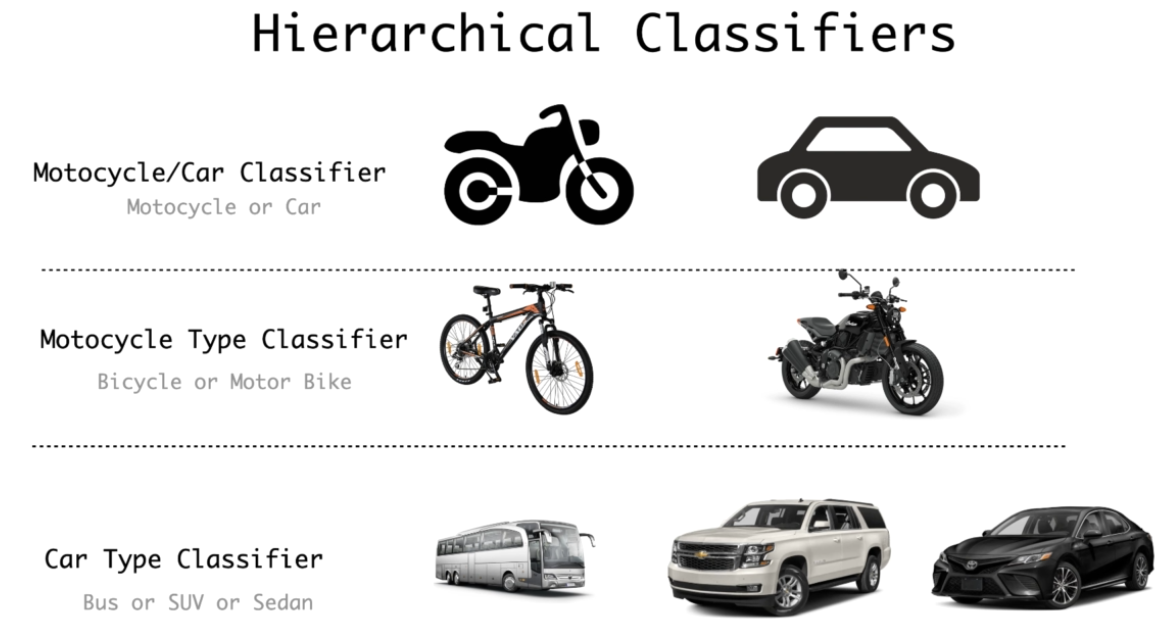 Hierarchical Classifiers
Motocycle/Car Classifier
Motocycle or Car
Motocycle Type Classifier
Bicycle or Motor Bike
Car Type Classifier
Bus or SUV or Sedan